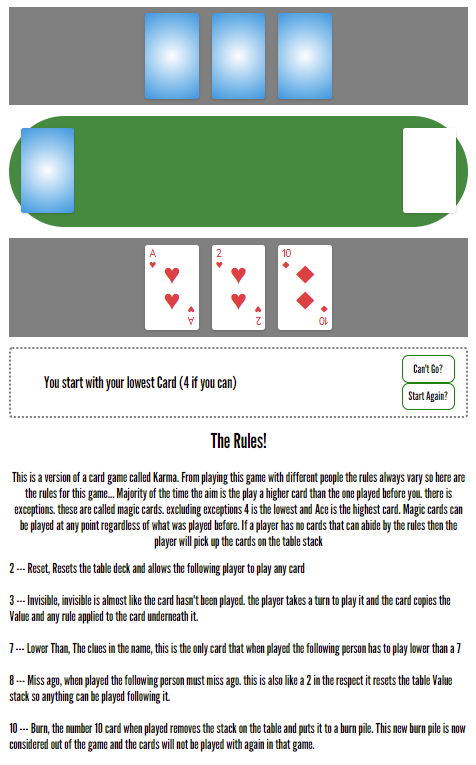 A
2
10
A
2
10
You start with your lowest Card (4 if you can)
Can't Go?
Start Again?
The Rules!
This is a version of a card game called Karma. From playing this game with different people the rules always vary so here are
the rules for this game... Majority of the time the aim is the play a higher card than the one played before you. there is
exceptions. these are called magic cards. excluding exceptions 4 is the lowest and Ace is the highest card. Magic cards can
be played at any point regardless of what was played before. If a player has no cards that can abide by the rules then the
player will pick up the cards on the table stack
2 --- Reset, Resets the table deck and allows the following player to play any card
3 --- Invisible, invisible is almost like the card hasn't been played. the player takes a turn to play it and the card copies the
Value and any rule applied to the card underneath it.
7 --- Lower Than, The clues in the name, this is the only card that when played the following person has to play lower than a 7
8 --- Miss ago, when played the following person must miss ago. this is also like a 2 in the respect it resets the table Value
stack so anything can be played following it.
10 --- Burn, the number 10 card when played removes the stack on the table and puts it to a burn pile. This new burn pile is now
considered out of the game and the cards will not be played with again in that game.